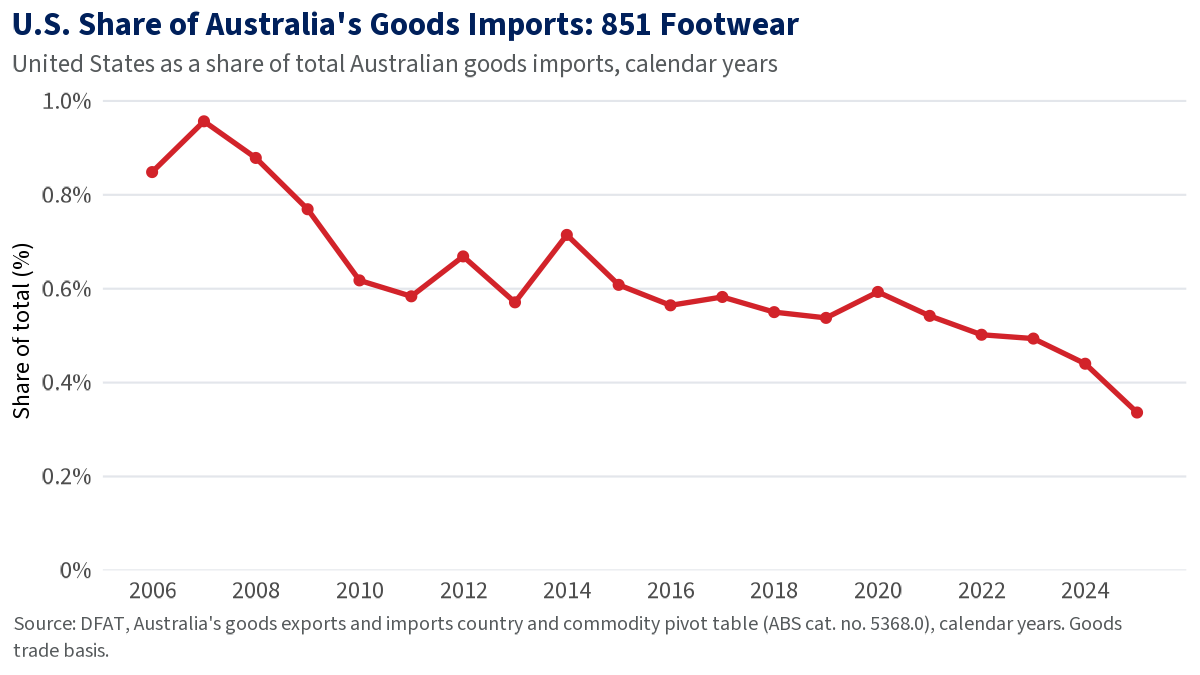 U.S. Share of Australia's Goods Imports: 851 Footwear
United States as a share of total Australian goods imports, calendar years
1.0%
0.8%
0.6%
0.4%
0.2%
0%
Share of total (%)
2006 2008 2010 2012 2014 2016 2018 2020 2022 2024
Source: DFAT, Australia's goods exports and imports country and commodity pivot table (ABS cat. no. 5368.0), calendar years. Goods
trade basis.